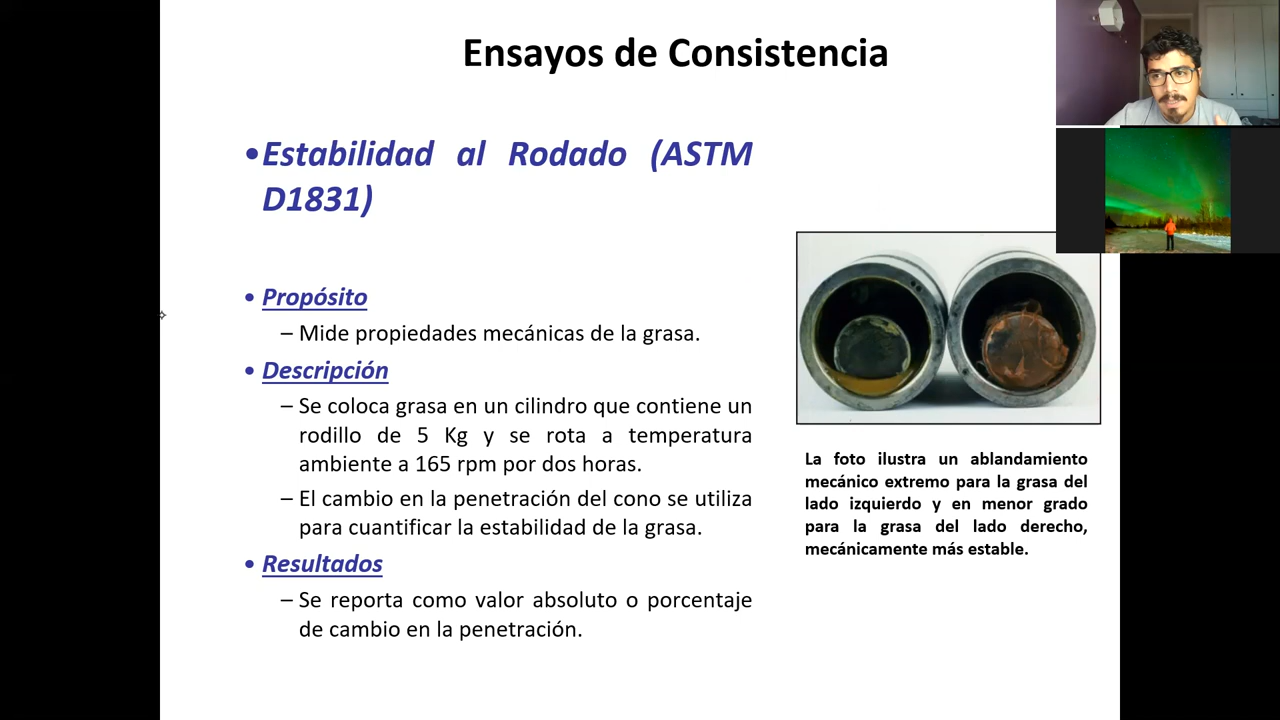 Ensayos de Consistencia
•Estabilidad al Rodado (ASTM
D1831)
• Propósito
– Mide propiedades mecánicas de la grasa.
• Descripción
– Se coloca grasa en un cilindro que contiene un
rodillo de 5 Kg y se rota a temperatura
ambiente a 165 rpm por dos horas.
– El cambio en la penetración del cono se utiliza
para cuantificar la estabilidad de la grasa.
• Resultados
– Se reporta como valor absoluto o porcentaje
de cambio en la penetración.
La foto ilustra un ablandamiento
mecánico extremo para la grasa del
lado izquierdo y en menor grado
para la grasa del lado derecho,
mecánicamente más estable.